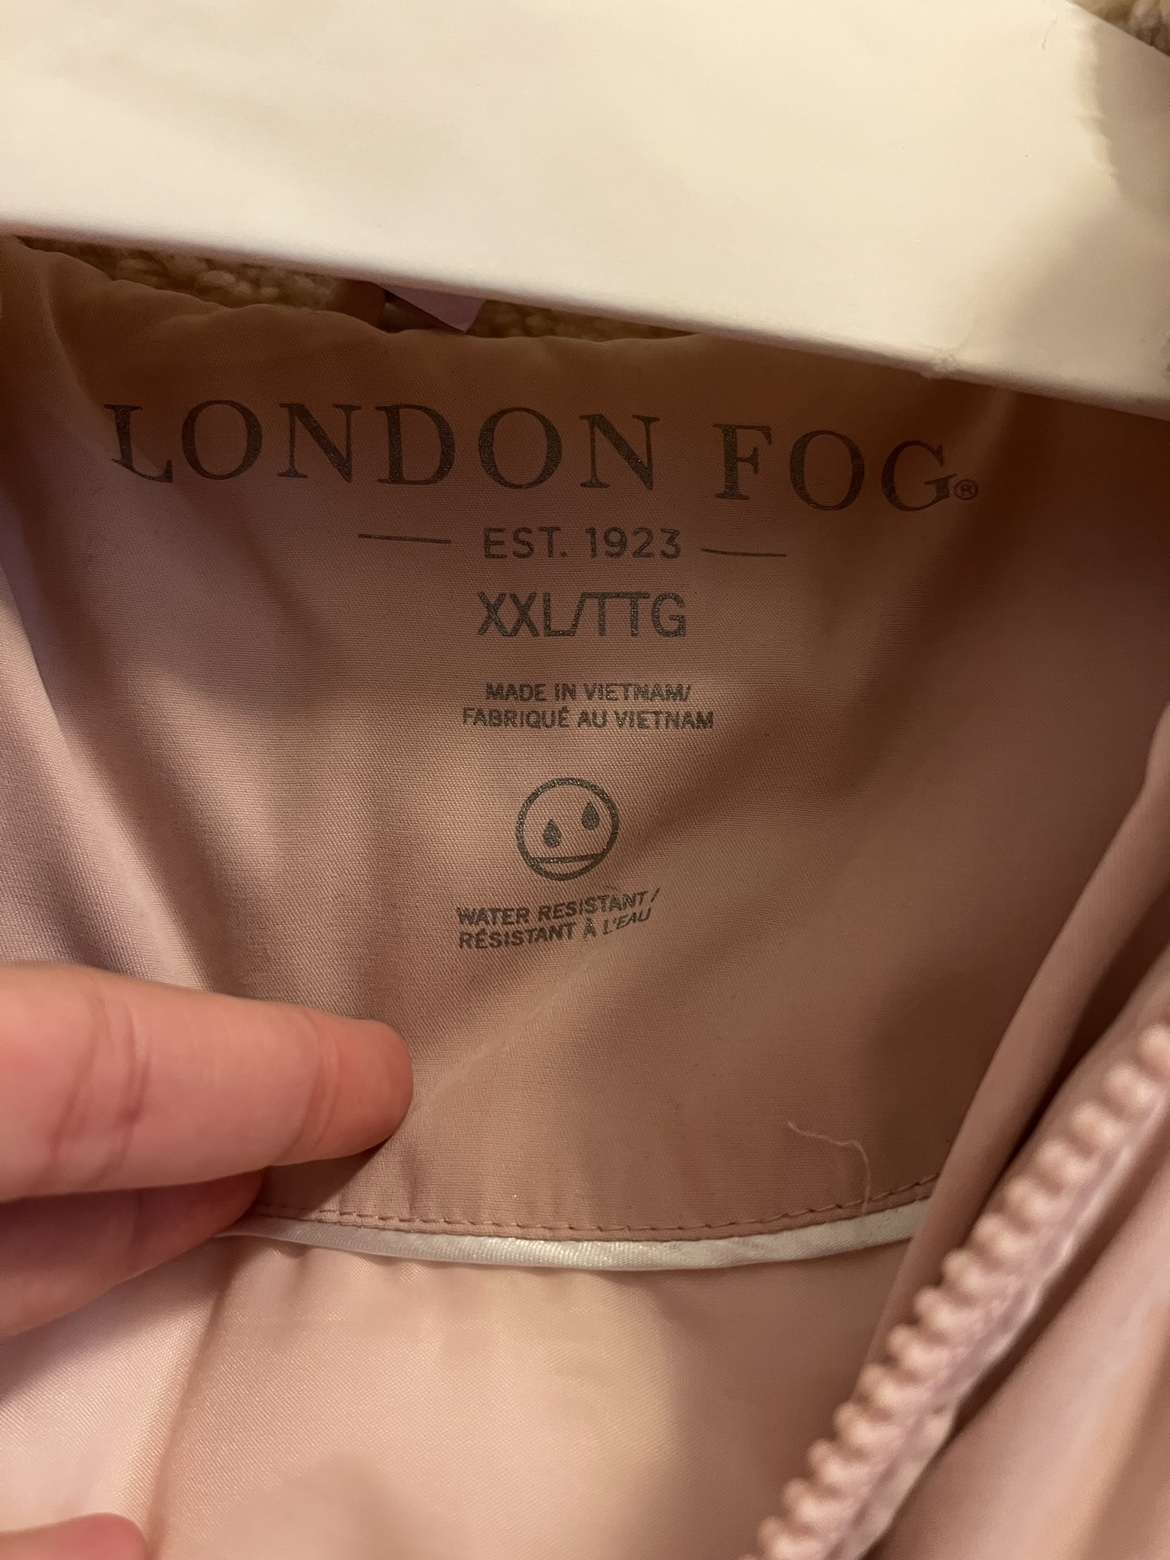 LONDON FOG®
EST. 1923
XXL/TTG
MADE IN VIETNAM/
FABRIQUÉ AU VIETNAM
WATER RESISTANT/
RÉSISTANT À L'EAU